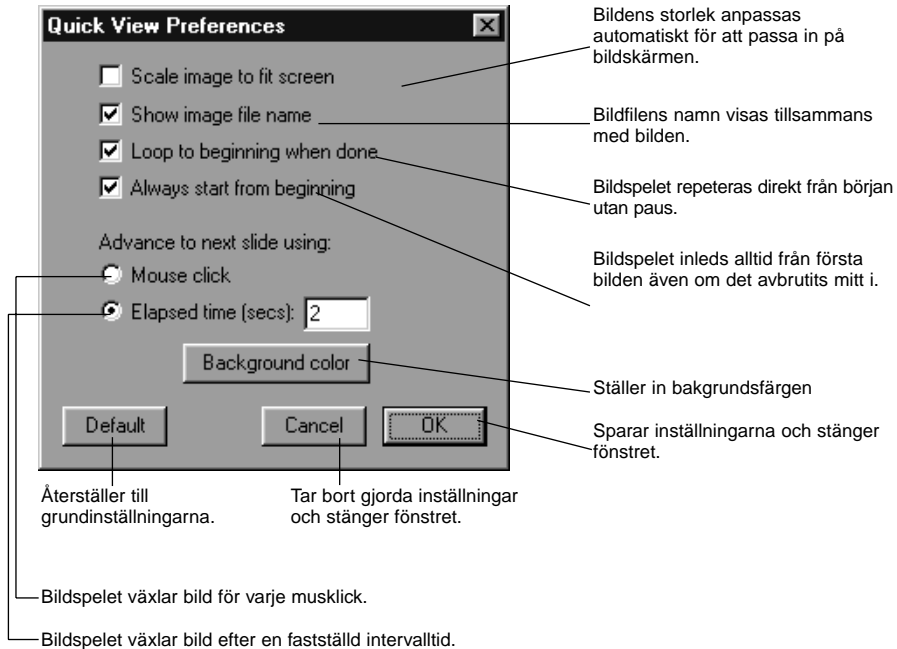 Quick View Preferences
Scale image to fit screen
Show image file name
Loop to beginning when done
Always start from beginning
Advance to next slide using:
Mouse click
Elapsed time (secs):
2
Background color
Default
Cancel
OK
Bildens storlek anpassas
automatiskt för att passa in på
bildskärmen.
Bildfilens namn visas tillsammans
med bilden.
Bildspelet repeteras direkt från början
utan paus.
Bildspelet inleds alltid från första
bilden även om det avbrutits mitt i.
Ställer in bakgrundsfärgen
Sparar inställningarna och stänger
fönstret.
Återställer till
grundinställningarna.
Tar bort gjorda inställningar
och stänger fönstret.
Bildspelet växlar bild för varje musklick.
Bildspelet växlar bild efter en fastställd intervalltid.